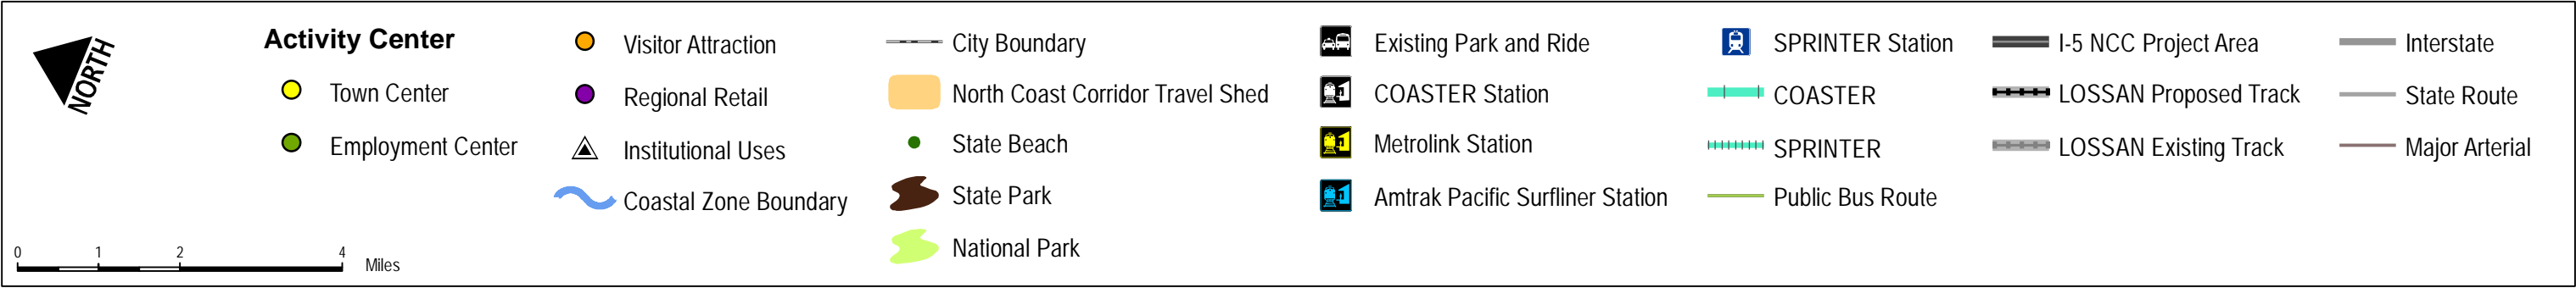 NORTH
0 1 2 4 Miles
Activity Center
Town Center
Employment Center
Visitor Attraction
Regional Retail
Institutional Uses
Coastal Zone Boundary
City Boundary
North Coast Corridor Travel Shed
State Beach
State Park
National Park
Existing Park and Ride
COASTER Station
Metrolink Station
Amtrak Pacific Surfliner Station
SPRINTER Station
COASTER
SPRINTER
Public Bus Route
I-5 NCC Project Area
LOSSAN Proposed Track
LOSSAN Existing Track
Interstate
State Route
Major Arterial